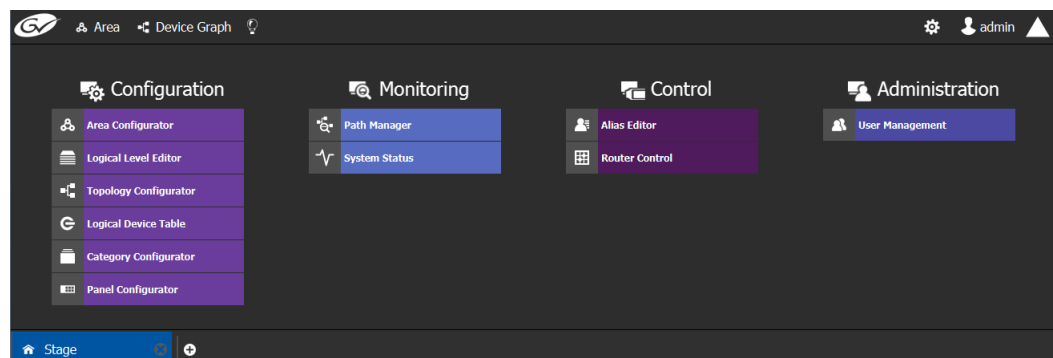 GV Area Device Graph admin
Configuration
Area Configurator
Logical Level Editor
Topology Configurator
Logical Device Table
Category Configurator
Panel Configurator
Monitoring
Path Manager
System Status
Control
Alias Editor
Router Control
Administration
User Management
Stage